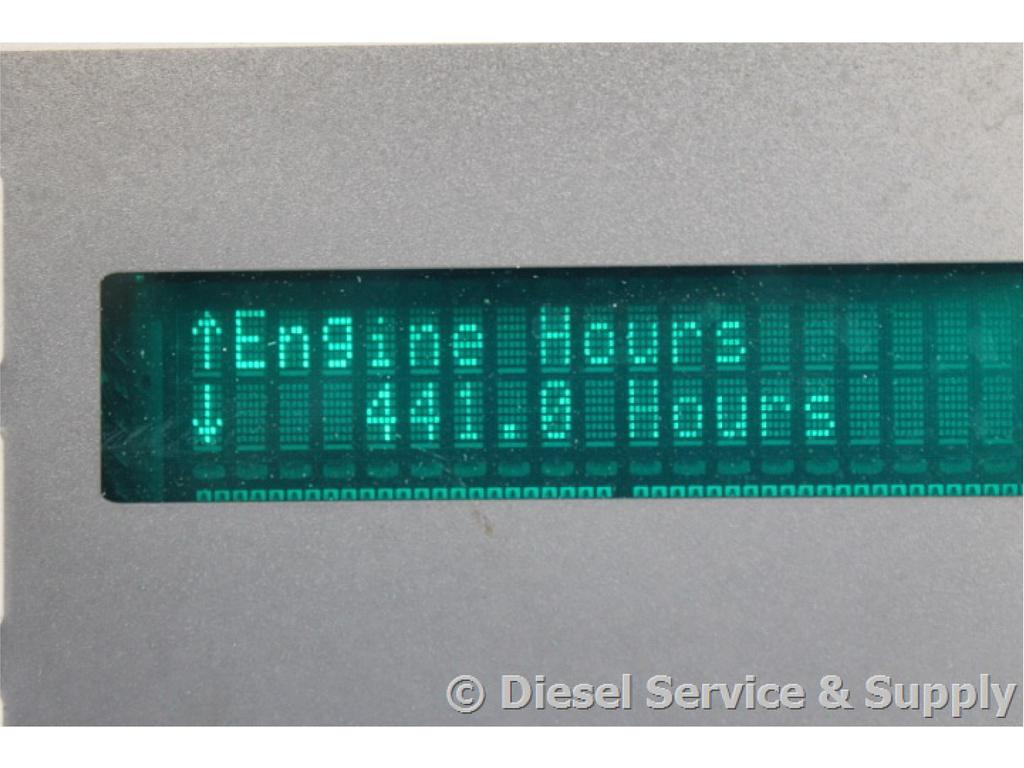 ↑Engine Hours
↓ 441.0 Hours
© Diesel Service & Supply